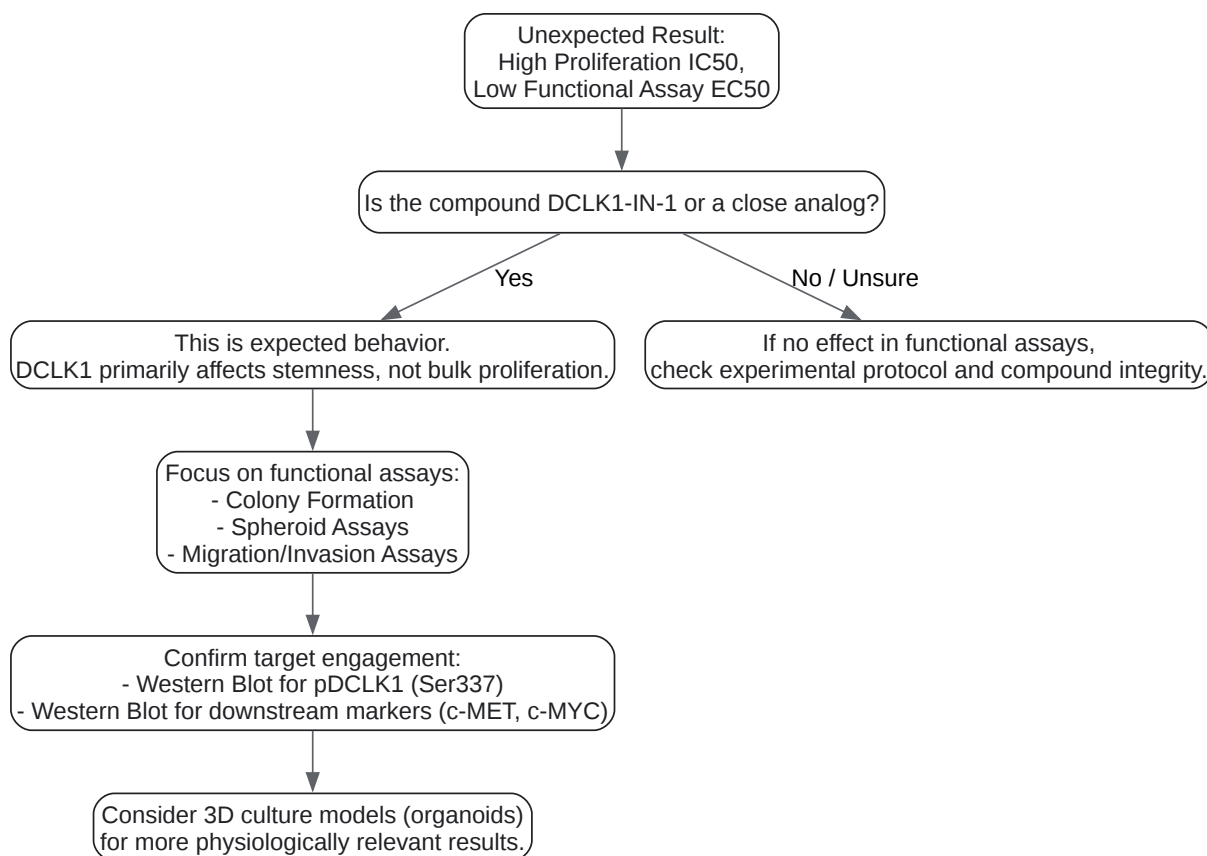 Unexpected Result:
High Proliferation IC50,
Low Functional Assay EC50
Is the compound DCLK1-IN-1 or a close analog?
Yes
No / Unsure
This is expected behavior.
DCLK1 primarily affects stemness, not bulk proliferation.
If no effect in functional assays,
check experimental protocol and compound integrity.
Focus on functional assays:
- Colony Formation
- Spheroid Assays
- Migration/Invasion Assays
Confirm target engagement:
- Western Blot for pDCLK1 (Ser337)
- Western Blot for downstream markers (c-MET, c-MYC)
Consider 3D culture models (organoids)
for more physiologically relevant results.